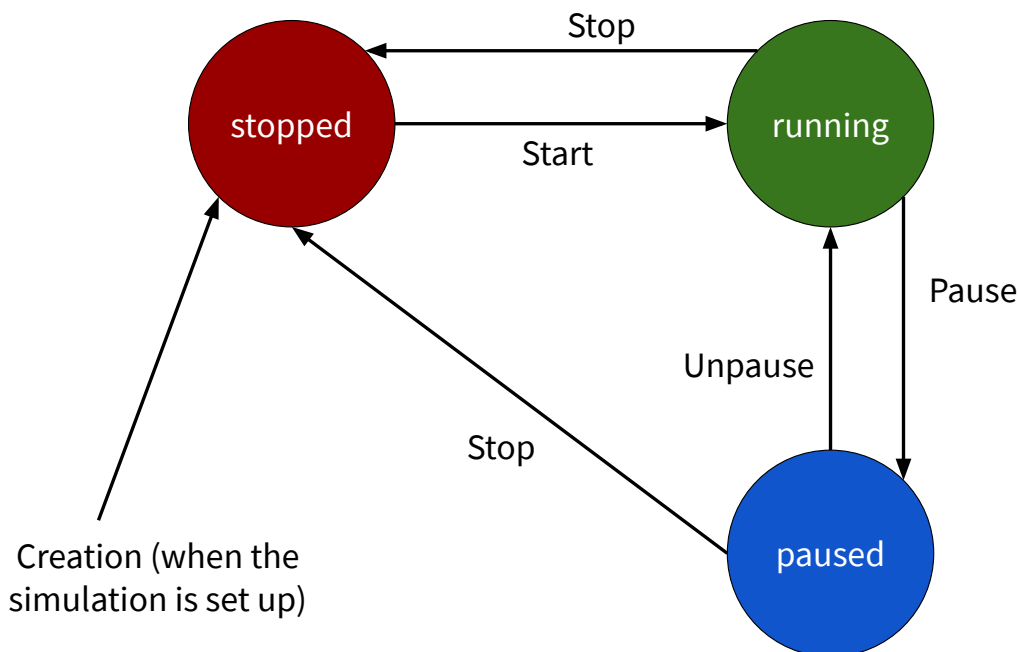 Stop
stopped
running
Start
Pause
Unpause
Stop
Creation (when the
simulation is set up)
paused